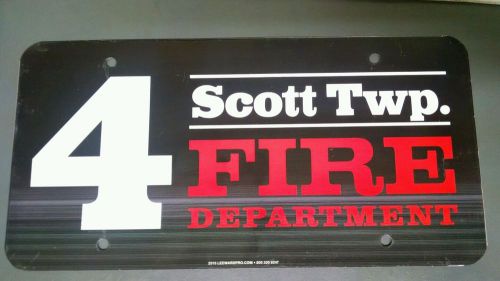 4
Scott Twp.
FIRE
DEPARTMENT